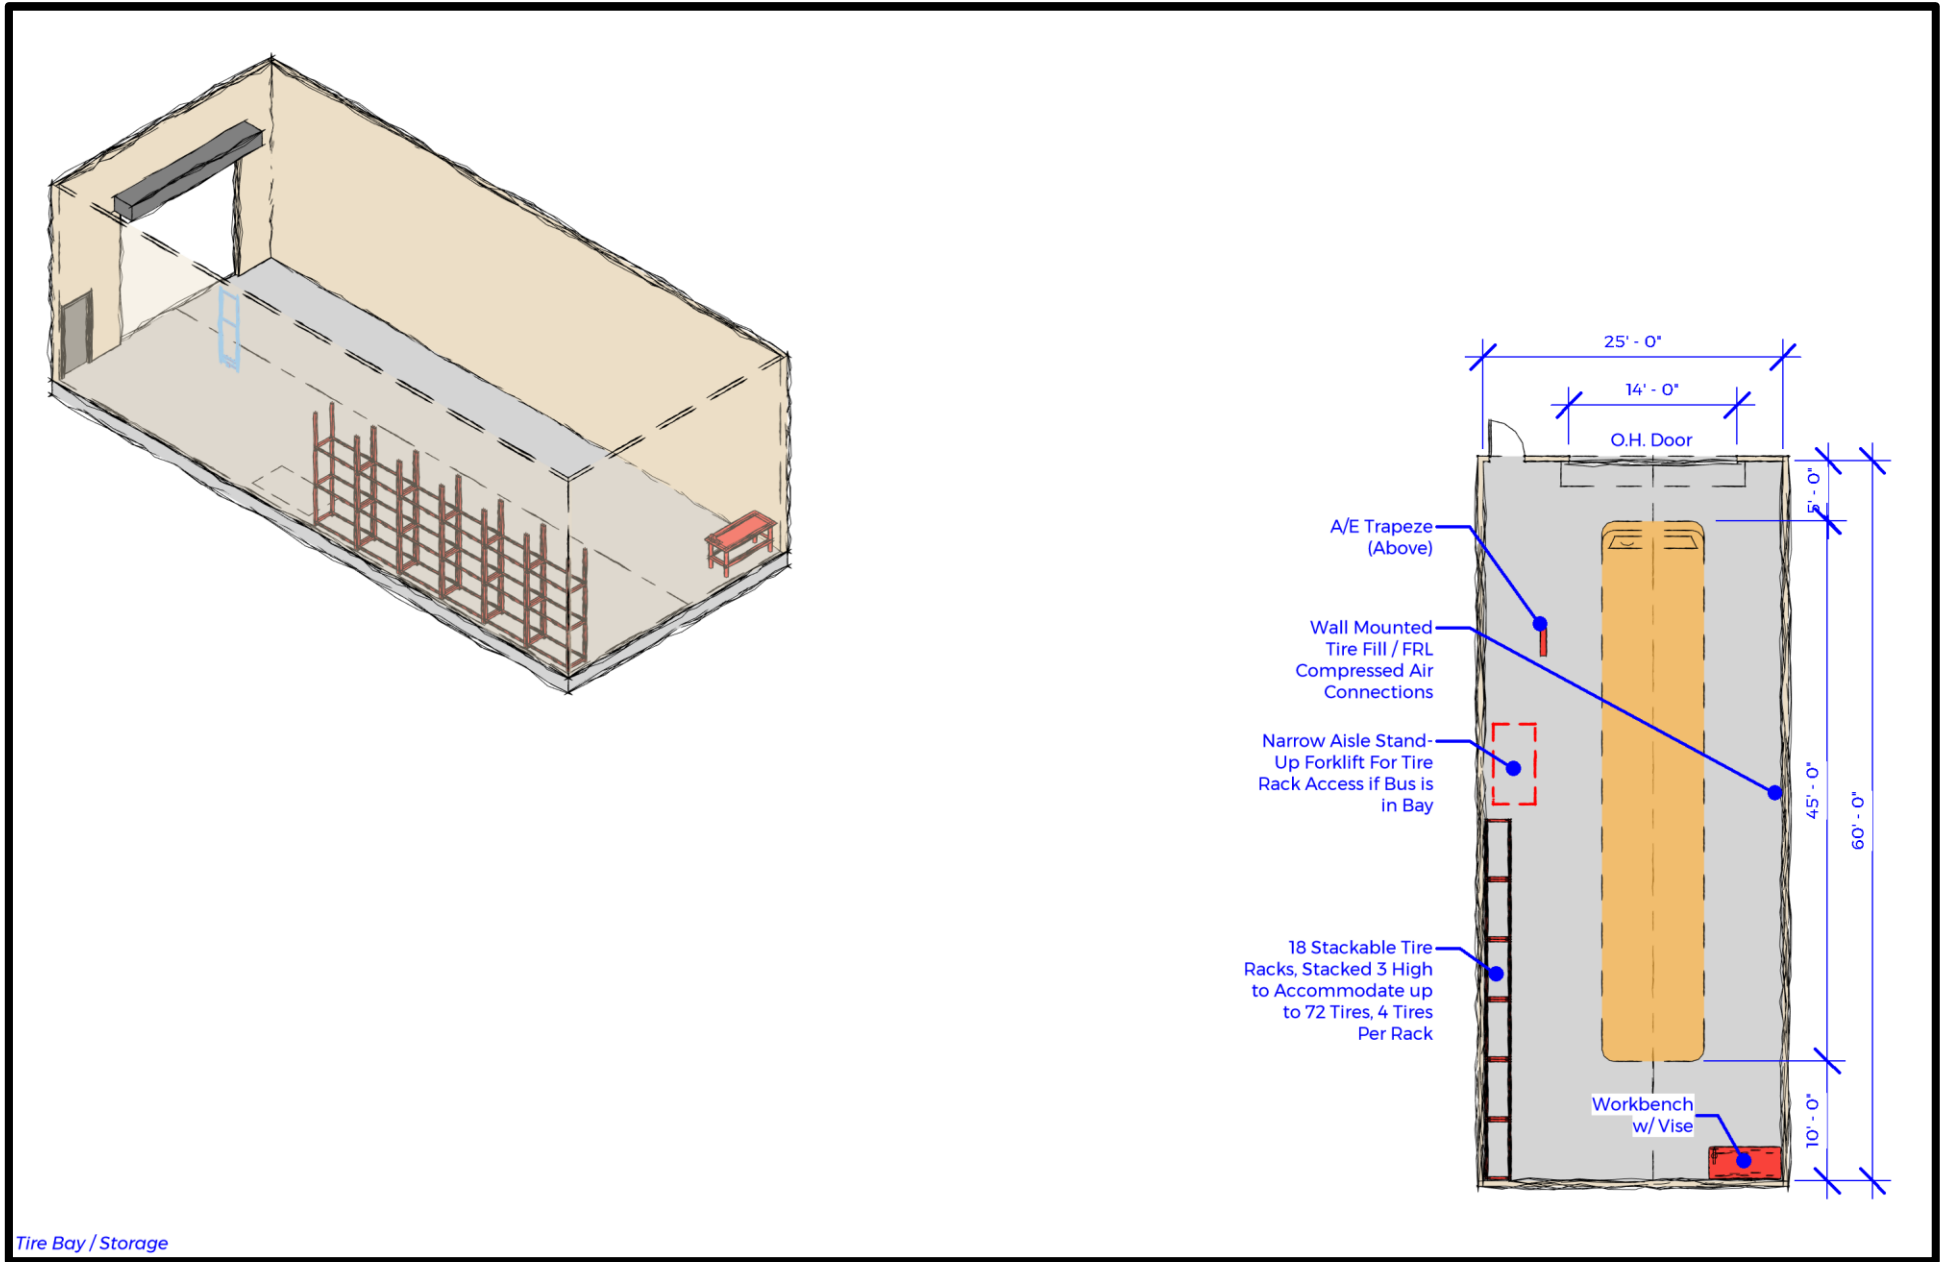 25' - 0"
14' - 0"
O.H. Door
5' - 0"
A/E Trapeze
(Above)
Wall Mounted
Tire Fill / FRL
Compressed Air
Connections
Narrow Aisle Stand-
Up Forklift For Tire
Rack Access if Bus is
in Bay
45' - 0"
60' - 0"
18 Stackable Tire
Racks, Stacked 3 High
to Accommodate up
to 72 Tires, 4 Tires
Per Rack
Workbench
w/ Vise
10' - 0"
Tire Bay / Storage